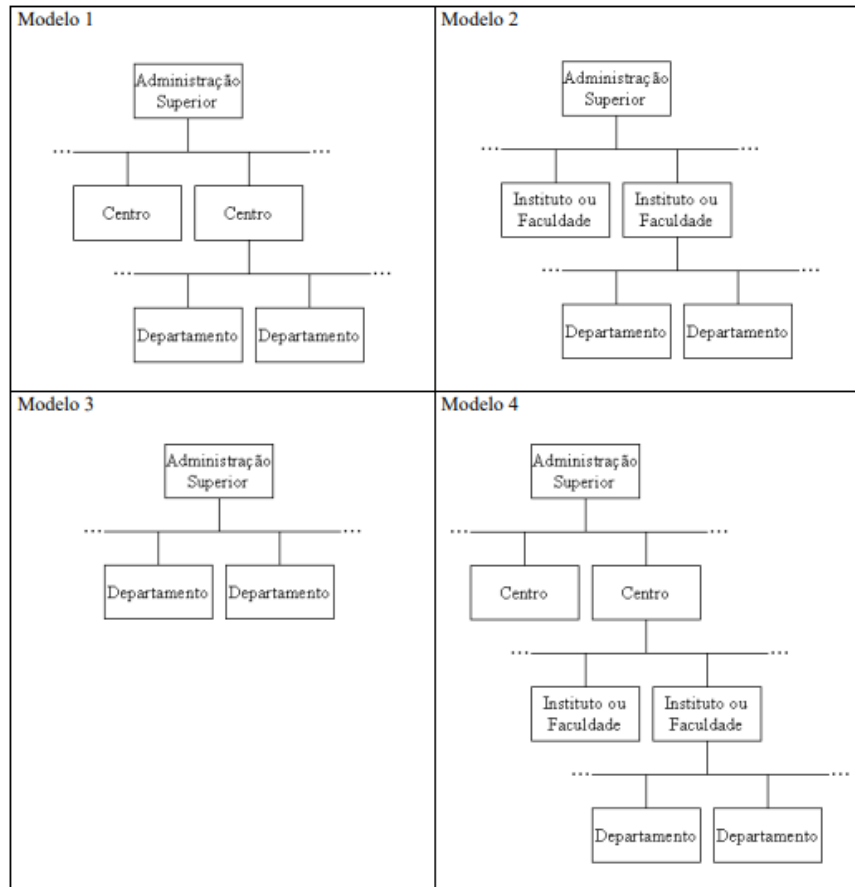 Modelo 1
Administração
Superior
...
...
Centro
Centro
...
...
Departamento
Departamento
Modelo 2
Administração
Superior
...
...
Instituto ou
Faculdade
Instituto ou
Faculdade
...
...
Departamento
Departamento
Modelo 3
Administração
Superior
...
...
Departamento
Departamento
Modelo 4
Administração
Superior
...
...
Centro
Centro
...
...
Instituto ou
Faculdade
Instituto ou
Faculdade
...
...
Departamento
Departamento